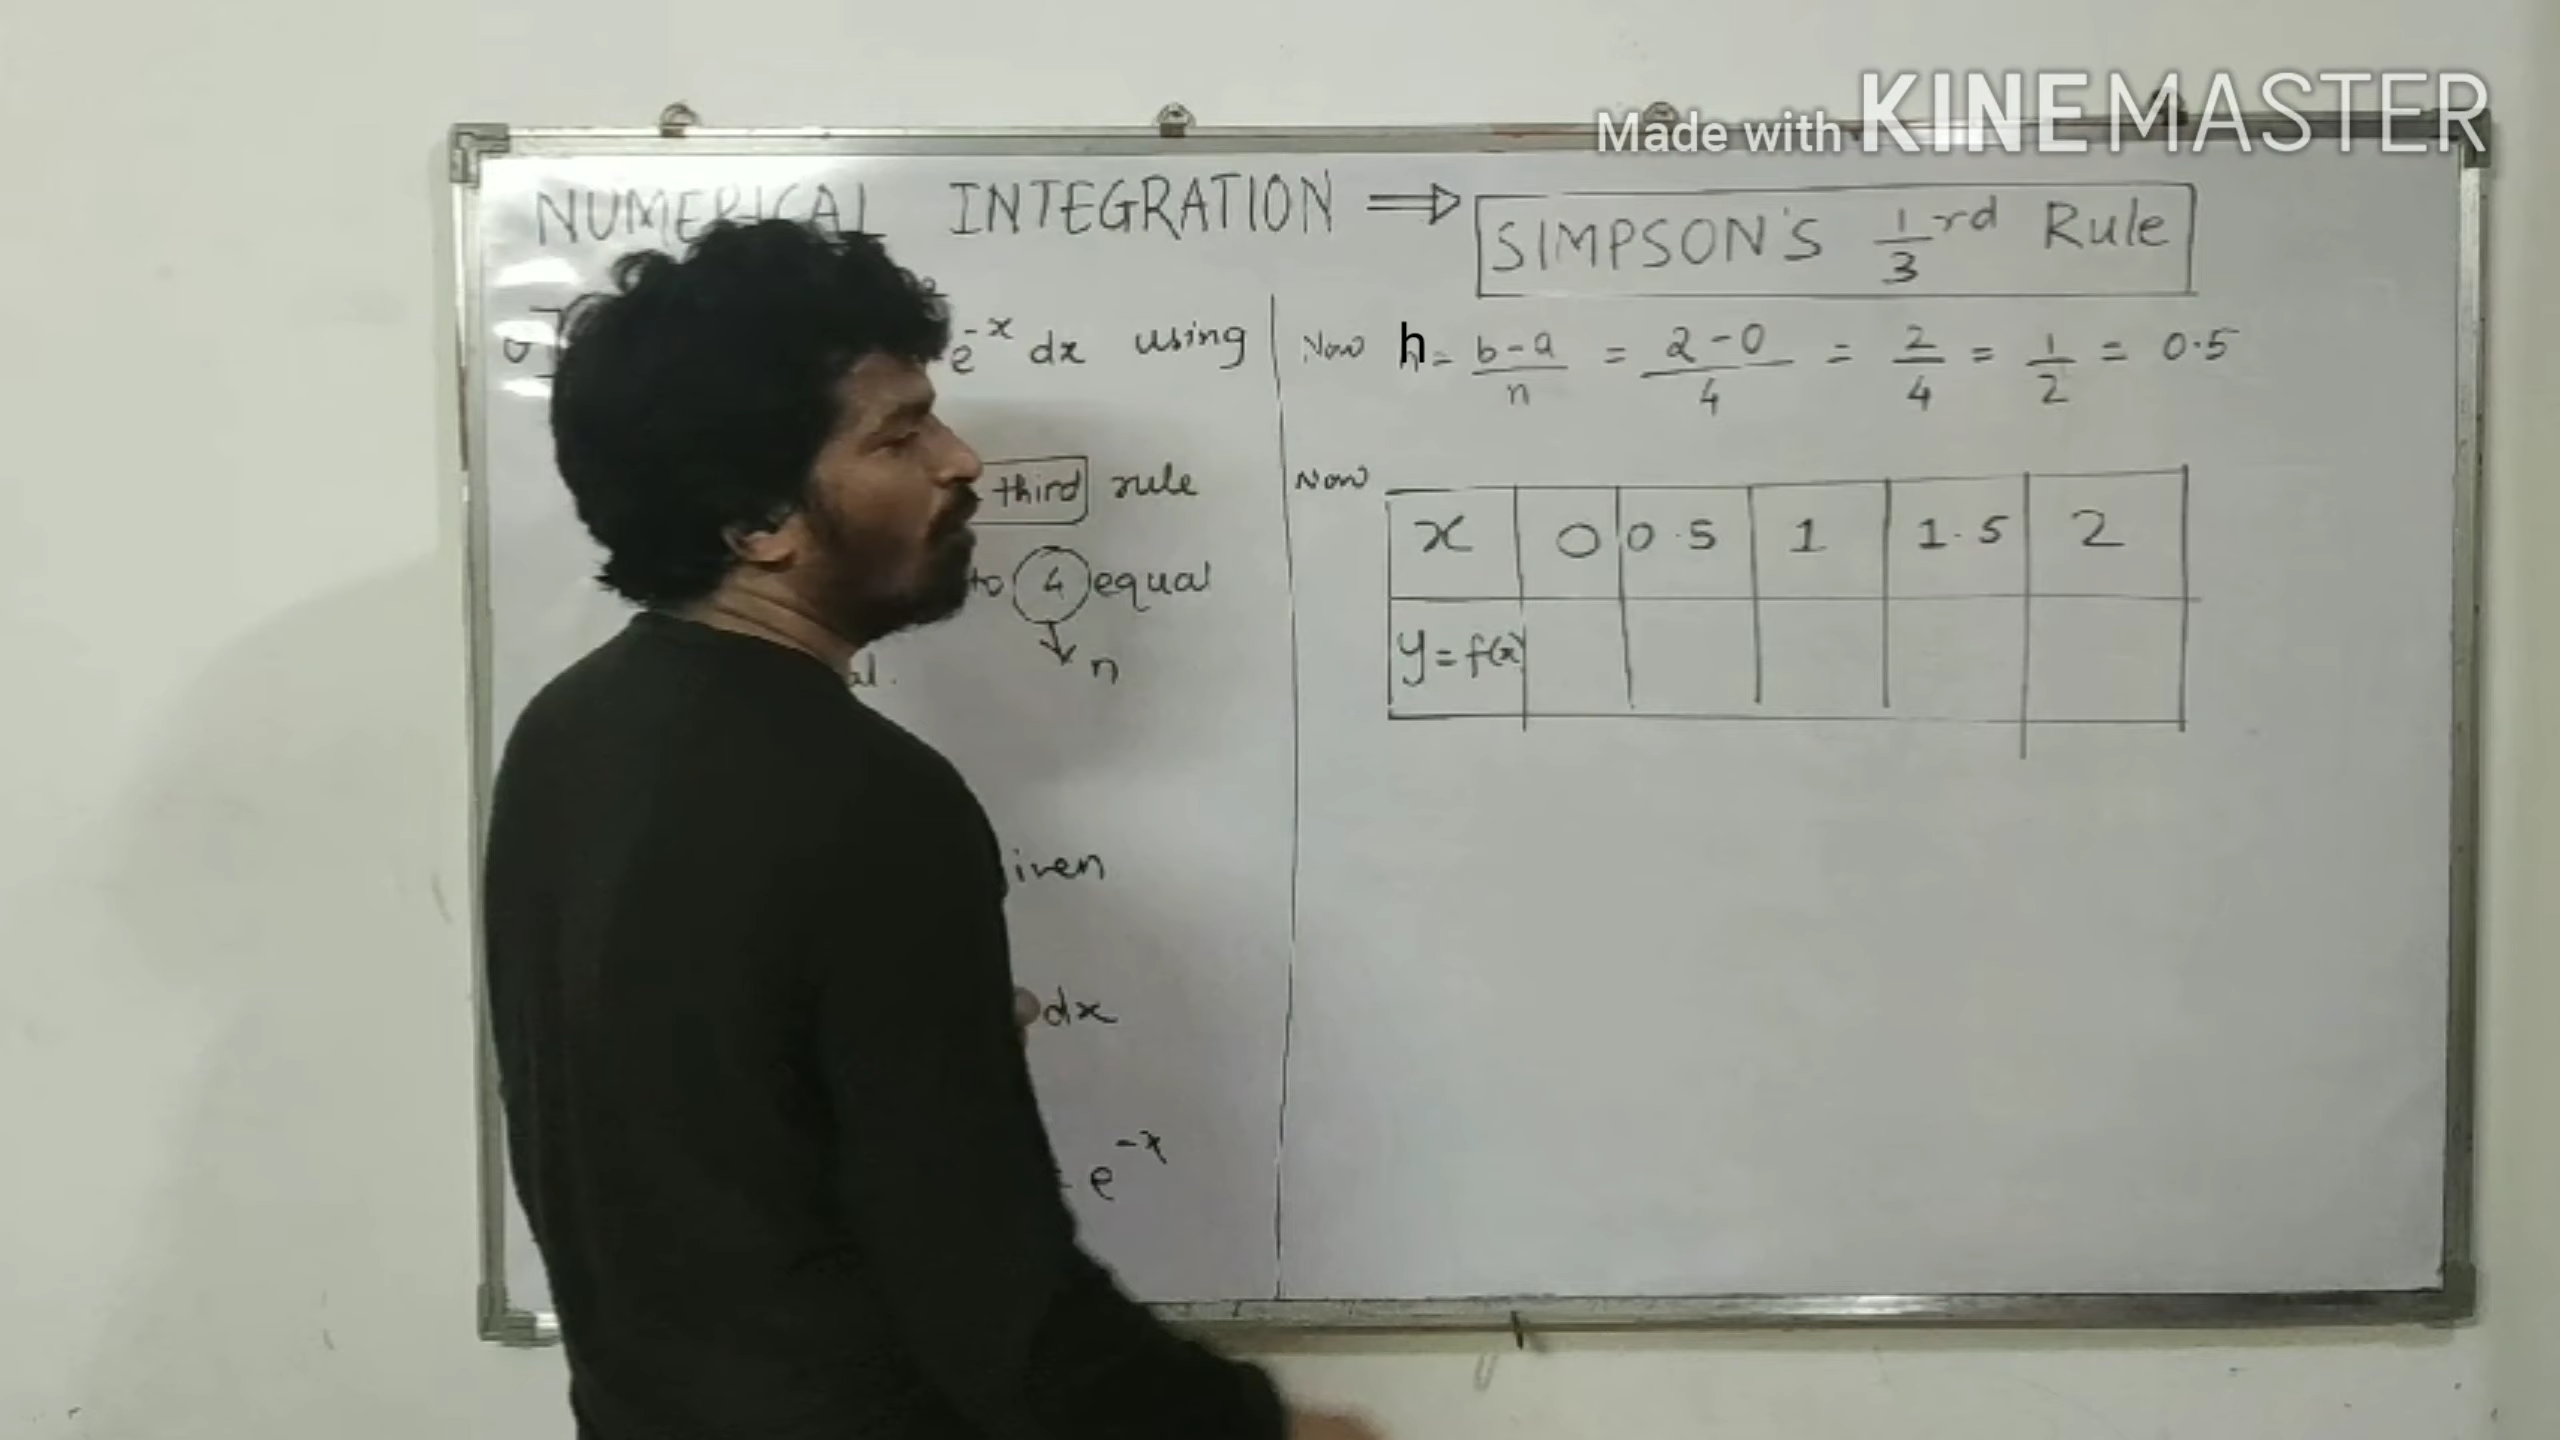 Made with KINEMASTER
NUMERICAL INTEGRATION ⇒ SIMPSON'S 1/3 rd Rule
e^-x dx using
third rule
to 4 equal
n
al.
iven
dx
e^-x
Now h = b-a/n = 2-0/4 = 2/4 = 1/2 = 0.5
Now
x 0 0.5 1 1.5 2
y = f(x)